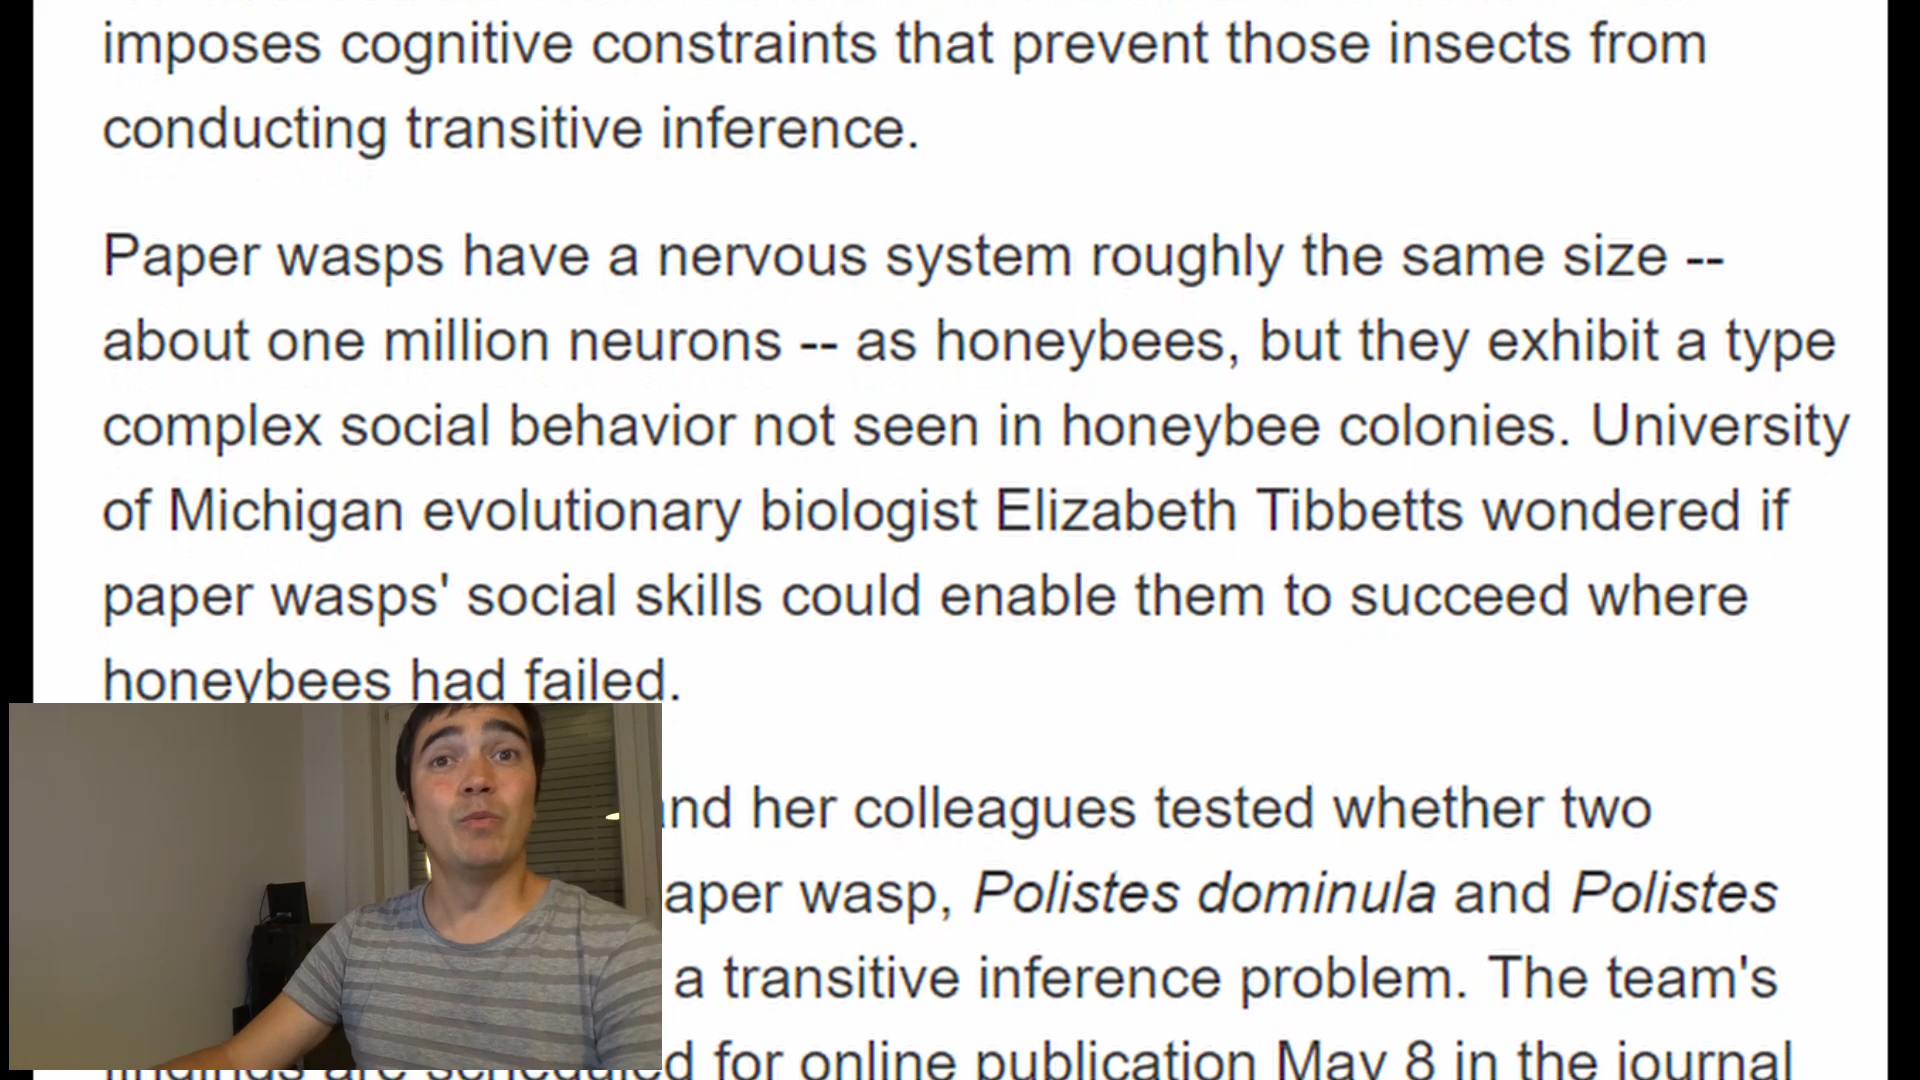 imposes cognitive constraints that prevent those insects from
conducting transitive inference.
Paper wasps have a nervous system roughly the same size --
about one million neurons -- as honeybees, but they exhibit a type
complex social behavior not seen in honeybee colonies. University
of Michigan evolutionary biologist Elizabeth Tibbetts wondered if
paper wasps' social skills could enable them to succeed where
honeybees had failed.
and her colleagues tested whether two
aper wasp, Polistes dominula and Polistes
a transitive inference problem. The team's
findings are scheduled for online publication May 8 in the journal